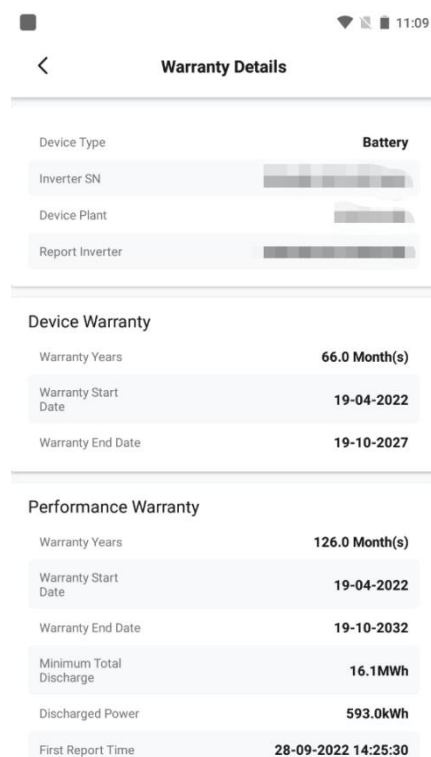 11:09
Warranty Details
Device Type Battery
Inverter SN
Device Plant
Report Inverter
Device Warranty
Warranty Years 66.0 Month(s)
Warranty Start
Date 19-04-2022
Warranty End Date 19-10-2027
Performance Warranty
Warranty Years 126.0 Month(s)
Warranty Start
Date 19-04-2022
Warranty End Date 19-10-2032
Minimum Total
Discharge 16.1MWh
Discharged Power 593.0kWh
First Report Time 28-09-2022 14:25:30